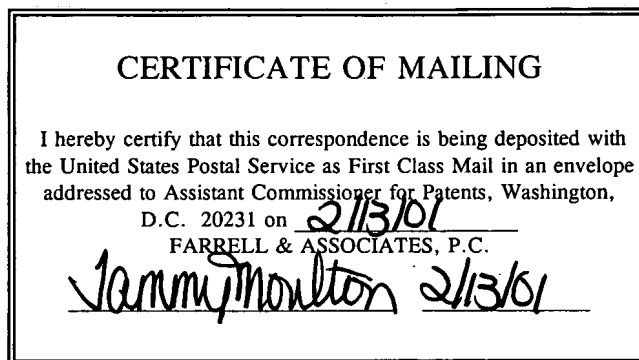 CERTIFICATE OF MAILING
I hereby certify that this correspondence is being deposited with
the United States Postal Service as First Class Mail in an envelope
addressed to Assistant Commissioner for Patents, Washington,
D.C. 20231 on 2/13/01
FARRELL & ASSOCIATES, P.C.
Tammy Moulton 2/13/01